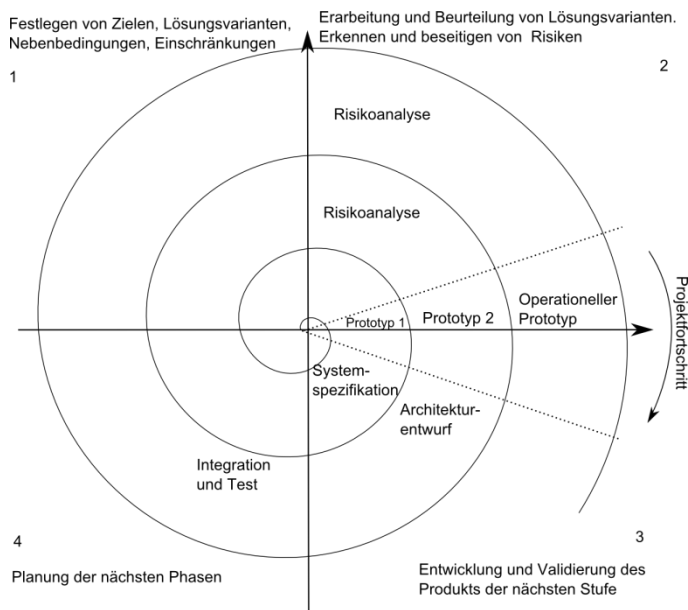 Festlegen von Zielen, Lösungsvarianten,
Nebenbedingungen, Einschränkungen
1
Erarbeitung und Beurteilung von Lösungsvarianten.
Erkennen und beseitigen von Risiken
2
Risikoanalyse
Risikoanalyse
Prototyp 1
Prototyp 2
Operationeller
Prototyp
Projektfortschritt
System-
spezifikation
Architektur-
entwurf
Integration
und Test
4
Planung der nächsten Phasen
3
Entwicklung und Validierung des
Produkts der nächsten Stufe